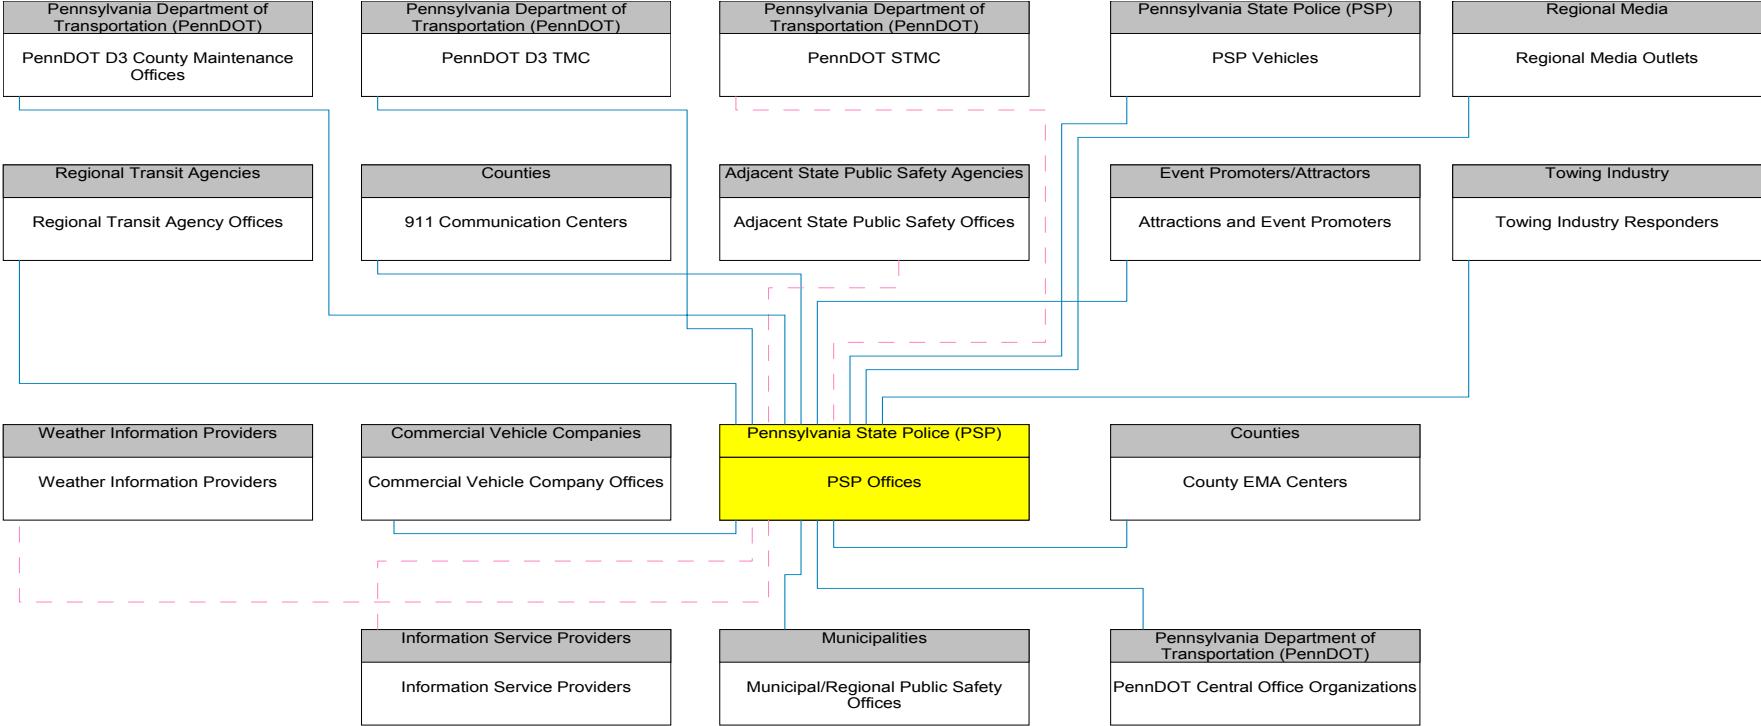 Pennsylvania Department of
Transportation (PennDOT)
PennDOT D3 County Maintenance
Offices
Pennsylvania Department of
Transportation (PennDOT)
PennDOT D3 TMC
Pennsylvania Department of
Transportation (PennDOT)
PennDOT STMC
Pennsylvania State Police (PSP)
PSP Vehicles
Regional Media
Regional Media Outlets
Regional Transit Agencies
Regional Transit Agency Offices
Counties
911 Communication Centers
Adjacent State Public Safety Agencies
Adjacent State Public Safety Offices
Event Promoters/Attractors
Attractions and Event Promoters
Towing Industry
Towing Industry Responders
Weather Information Providers
Weather Information Providers
Commercial Vehicle Companies
Commercial Vehicle Company Offices
Pennsylvania State Police (PSP)
PSP Offices
Counties
County EMA Centers
Information Service Providers
Information Service Providers
Municipalities
Municipal/Regional Public Safety
Offices
Pennsylvania Department of
Transportation (PennDOT)
PennDOT Central Office Organizations